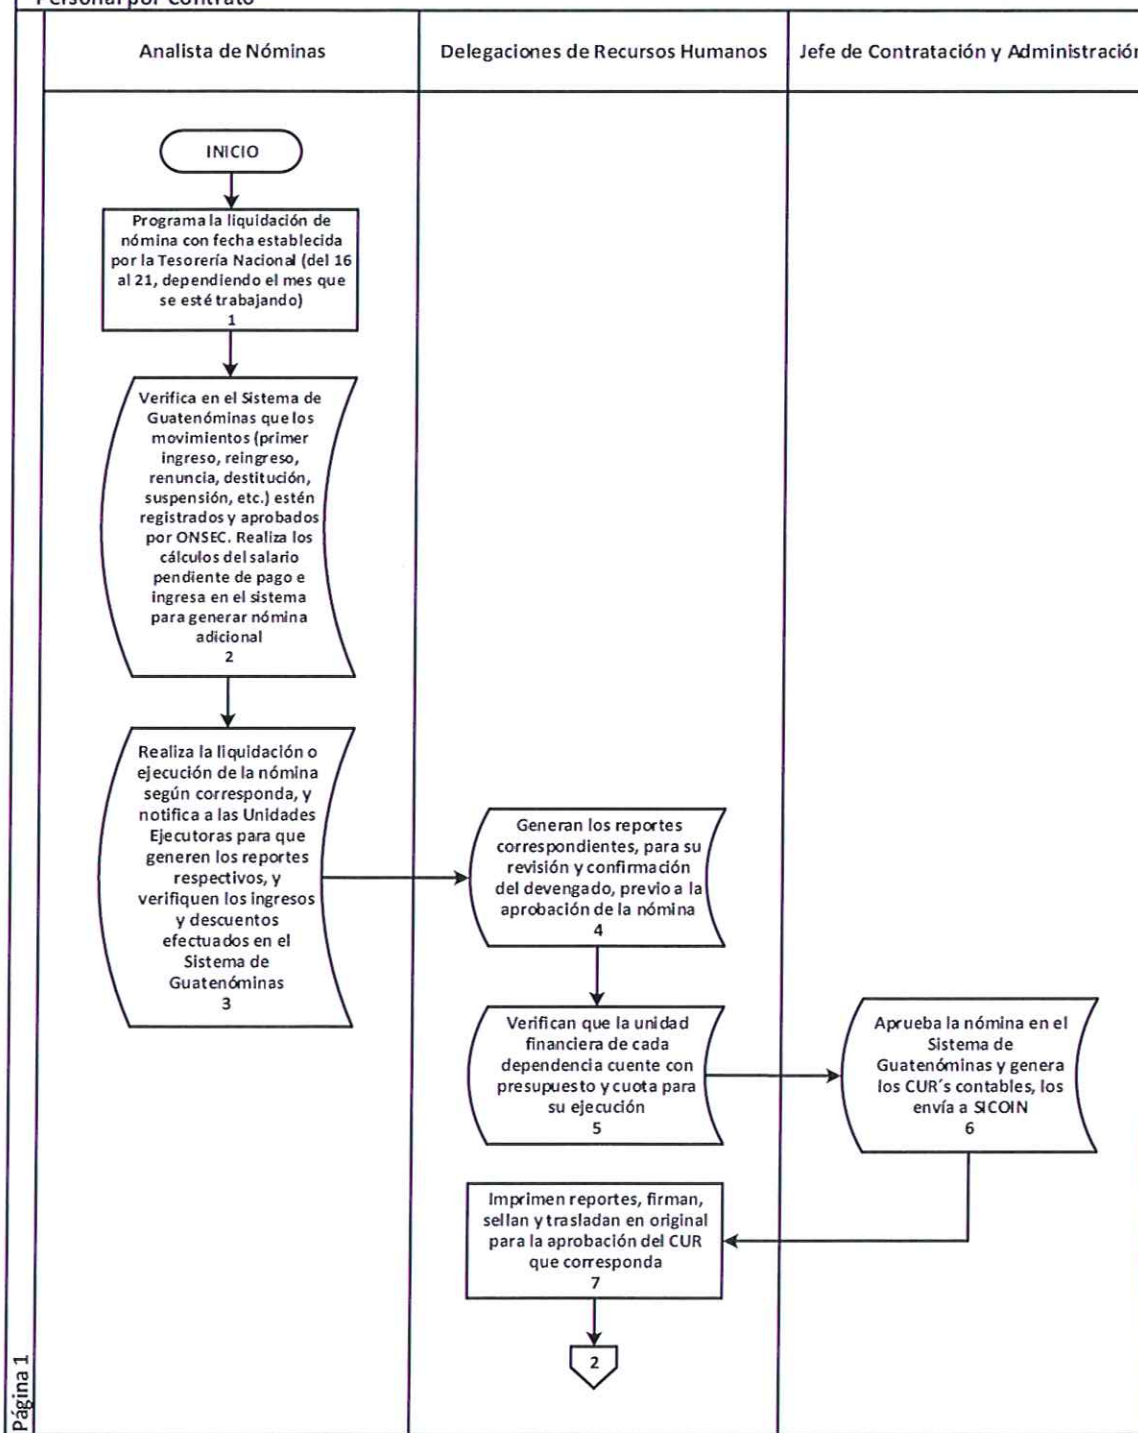 Personal por Contrato
Analista de Nóminas
Delegaciones de Recursos Humanos
Jefe de Contratación y Administración
INICIO
Programa la liquidación de
nómina con fecha establecida
por la Tesorería Nacional (del 16
al 21, dependiendo el mes que
se esté trabajando)
1
Verifica en el Sistema de
Guatenóminas que los
movimientos (primer
ingreso, reingreso,
renuncia, destitución,
suspensión, etc.) estén
registrados y aprobados
por ONSEC. Realiza los
cálculos del salario
pendiente de pago e
ingresa en el sistema
para generar nómina
adicional
2
Realiza la liquidación o
ejecución de la nómina
según corresponda, y
notifica a las Unidades
Ejecutoras para que
generen los reportes
respectivos, y
verifiquen los ingresos
y descuentos
efectuados en el
Sistema de
Guatenóminas
3
Generan los reportes
correspondientes, para su
revisión y confirmación
del devengado, previo a la
aprobación de la nómina
4
Verifican que la unidad
financiera de cada
dependencia cuente con
presupuesto y cuota para
su ejecución
5
Aprueba la nómina en el
Sistema de
Guatenóminas y genera
los CUR´s contables, los
envía a SICOIN
6
Imprimen reportes, firman,
sellan y trasladan en original
para la aprobación del CUR
que corresponda
7
2
Página 1